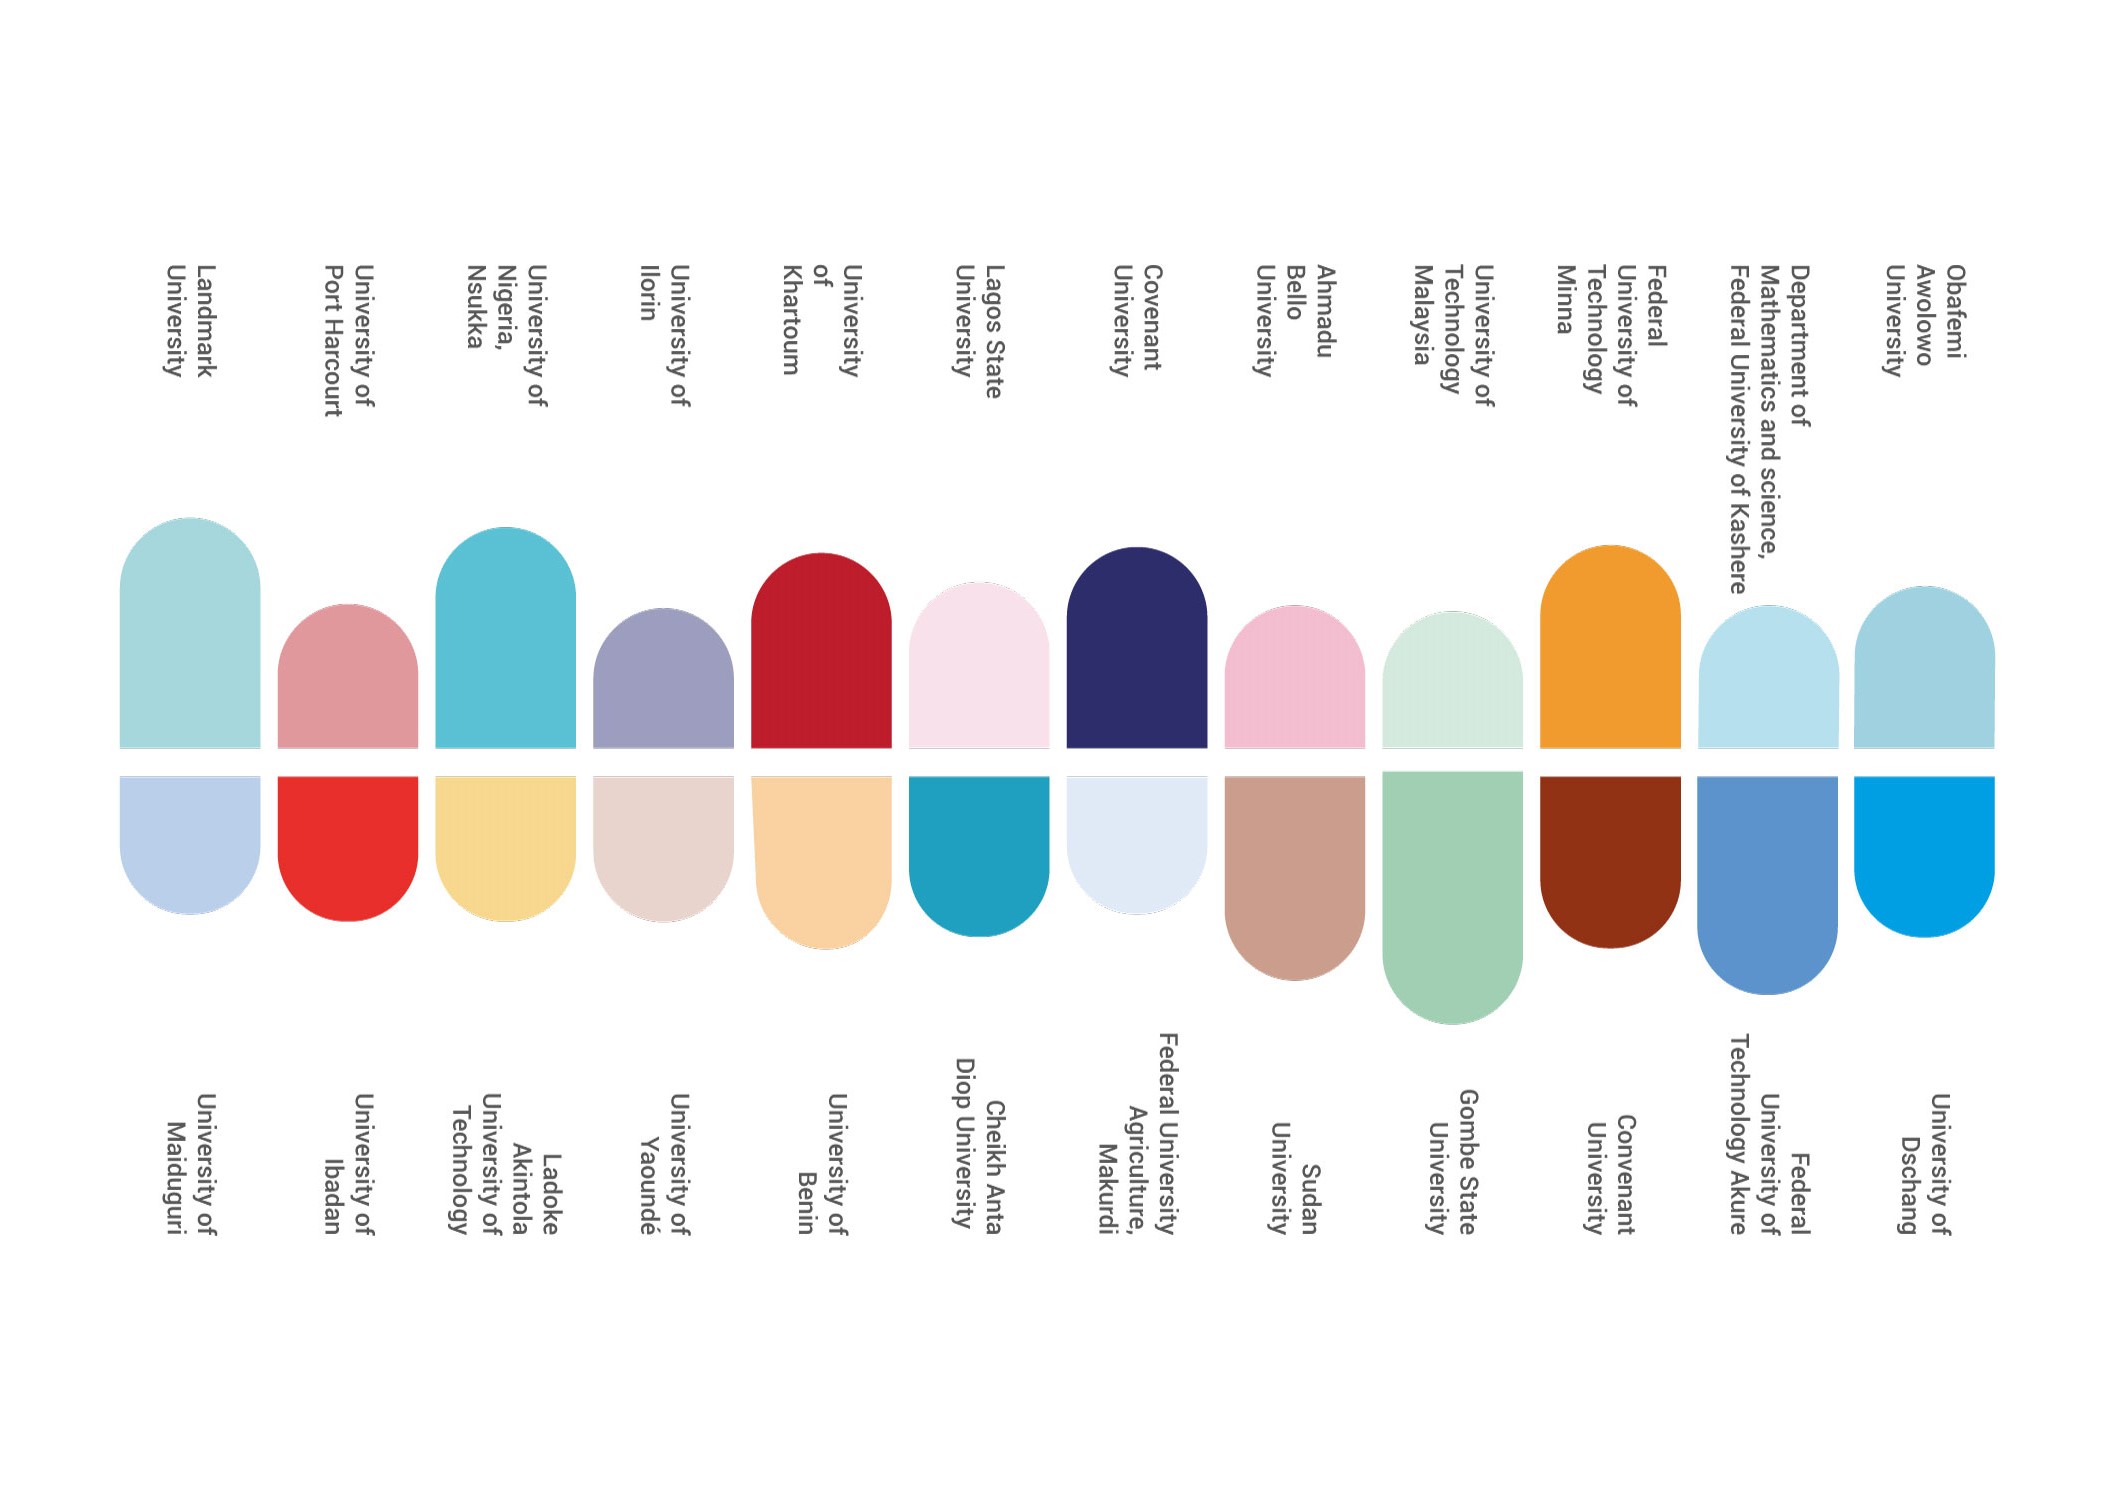 Landmark
University
University of
Port Harcourt
University of
Nigeria,
Nsukka
University of
Ilorin
University
of
Khartoum
Lagos State
University
Covenant
University
Ahmadu
Bello
University
University of
Technology
Malaysia
Federal
University of
Technology
Minna
Department of
Mathematics and science,
Federal University of Kashere
Obafemi
Awolowo
University
University of
Maiduguri
University of
Ibadan
Ladoke
Akintola
University of
Technology
University of
Yaoundé
University of
Benin
Cheikh Anta
Diop University
Federal University
Agriculture,
Makurdi
Sudan
University
Gombe State
University
Convenant
University
Federal
University of
Technology Akure
University of
Dschang